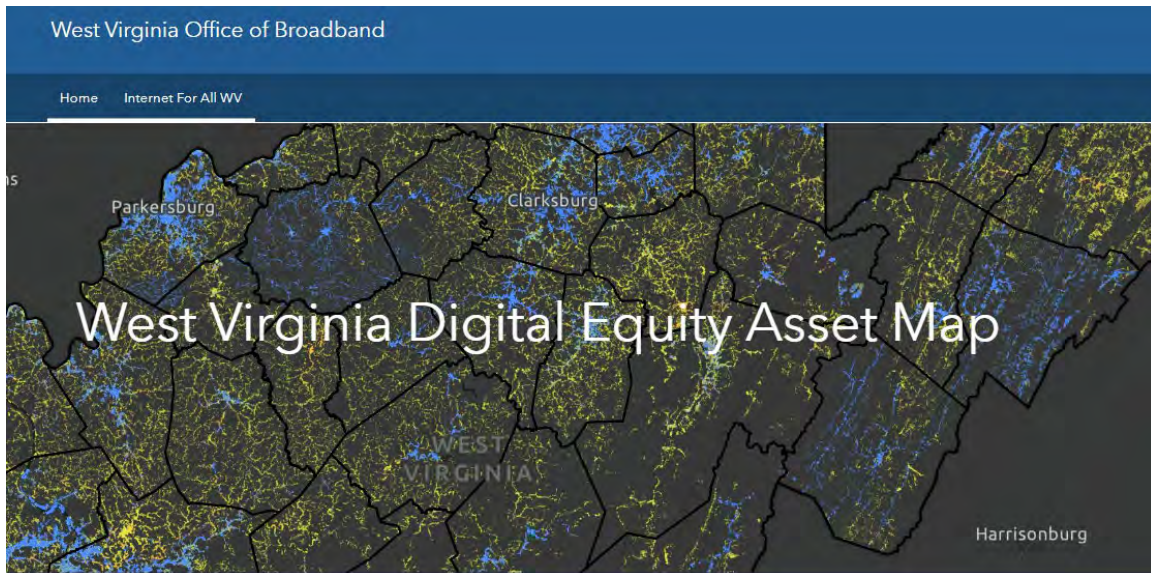 West Virginia Office of Broadband
Home Internet For All WV
ns
Parkersburg
Clarksburg
West Virginia Digital Equity Asset Map
WEST
VIRGINIA
Harrisonburg